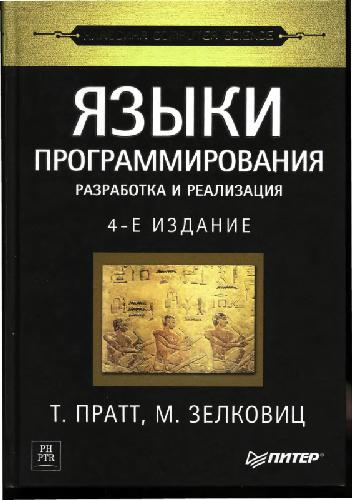 КЛАССИКА COMPUTER SCIENCE
ЯЗЫКИ
ПРОГРАММИРОВАНИЯ
РАЗРАБОТКА И РЕАЛИЗАЦИЯ
4-Е ИЗДАНИЕ
Т. ПРАТТ, М. ЗЕЛКОВИЦ
PH
PTR
ПИТЕР